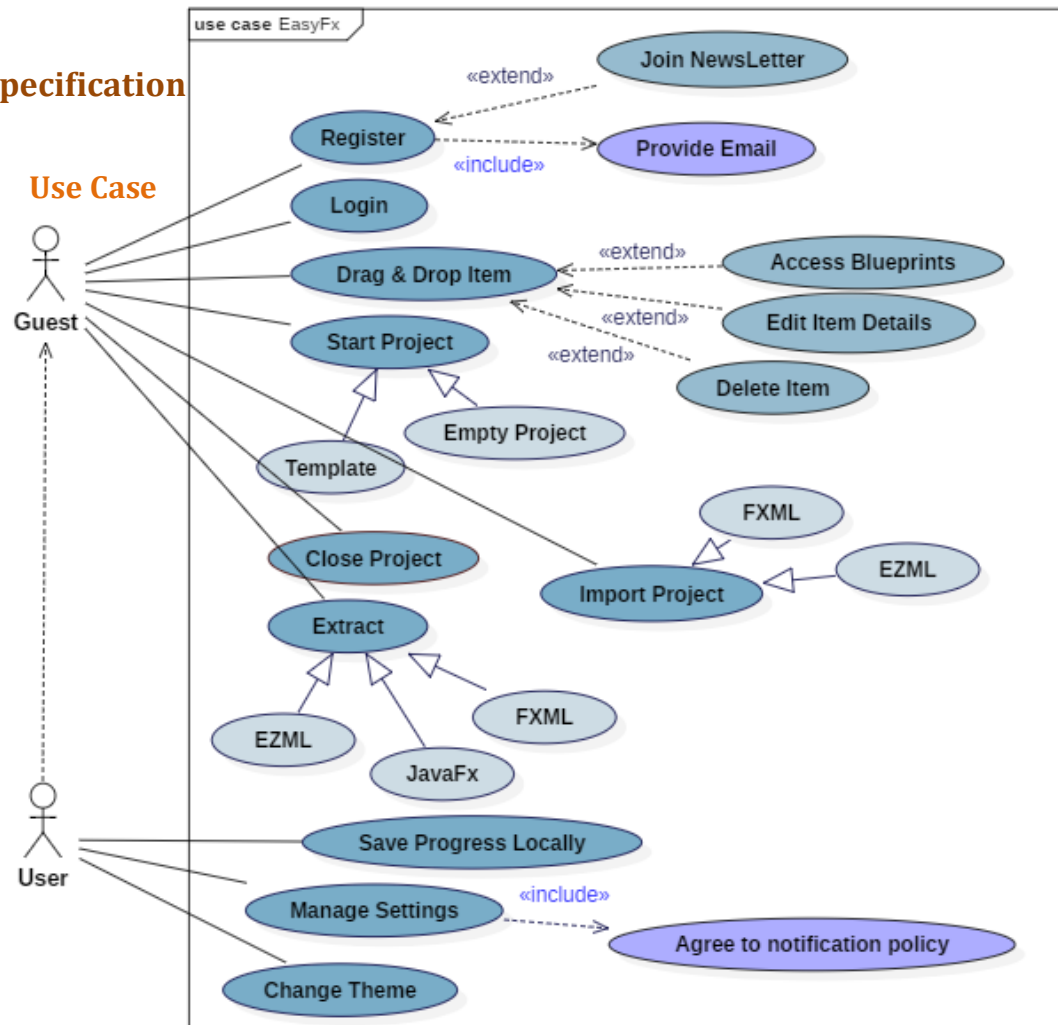 use case EasyFx
Join NewsLetter
«extend»
pecification
Register
Provide Email
«include»
Use Case
Login
«extend»
Access Blueprints
Drag & Drop Item
Guest
«extend»
Edit Item Details
Start Project
«extend»
Delete Item
Empty Project
Template
FXML
Close Project
EZML
Import Project
Extract
FXML
EZML
JavaFx
Save Progress Locally
User
«include»
Manage Settings
Agree to notification policy
Change Theme